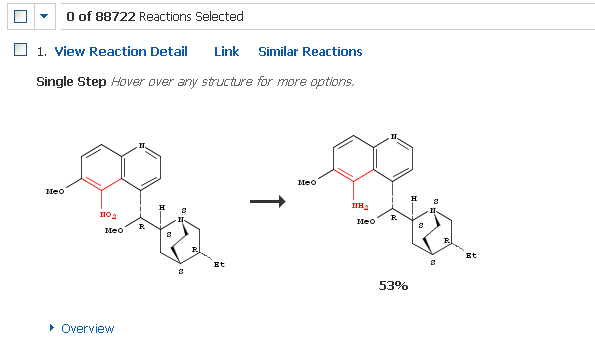 0 of 88722 Reactions Selected
1. View Reaction Detail Link Similar Reactions
Single Step Hover over any structure for more options.
N
MeO
NO2
MeO
R
H
S
N
S
R
S
Et
N
MeO
NH2
MeO
R
H
S
N
S
R
S
Et
53%
Overview